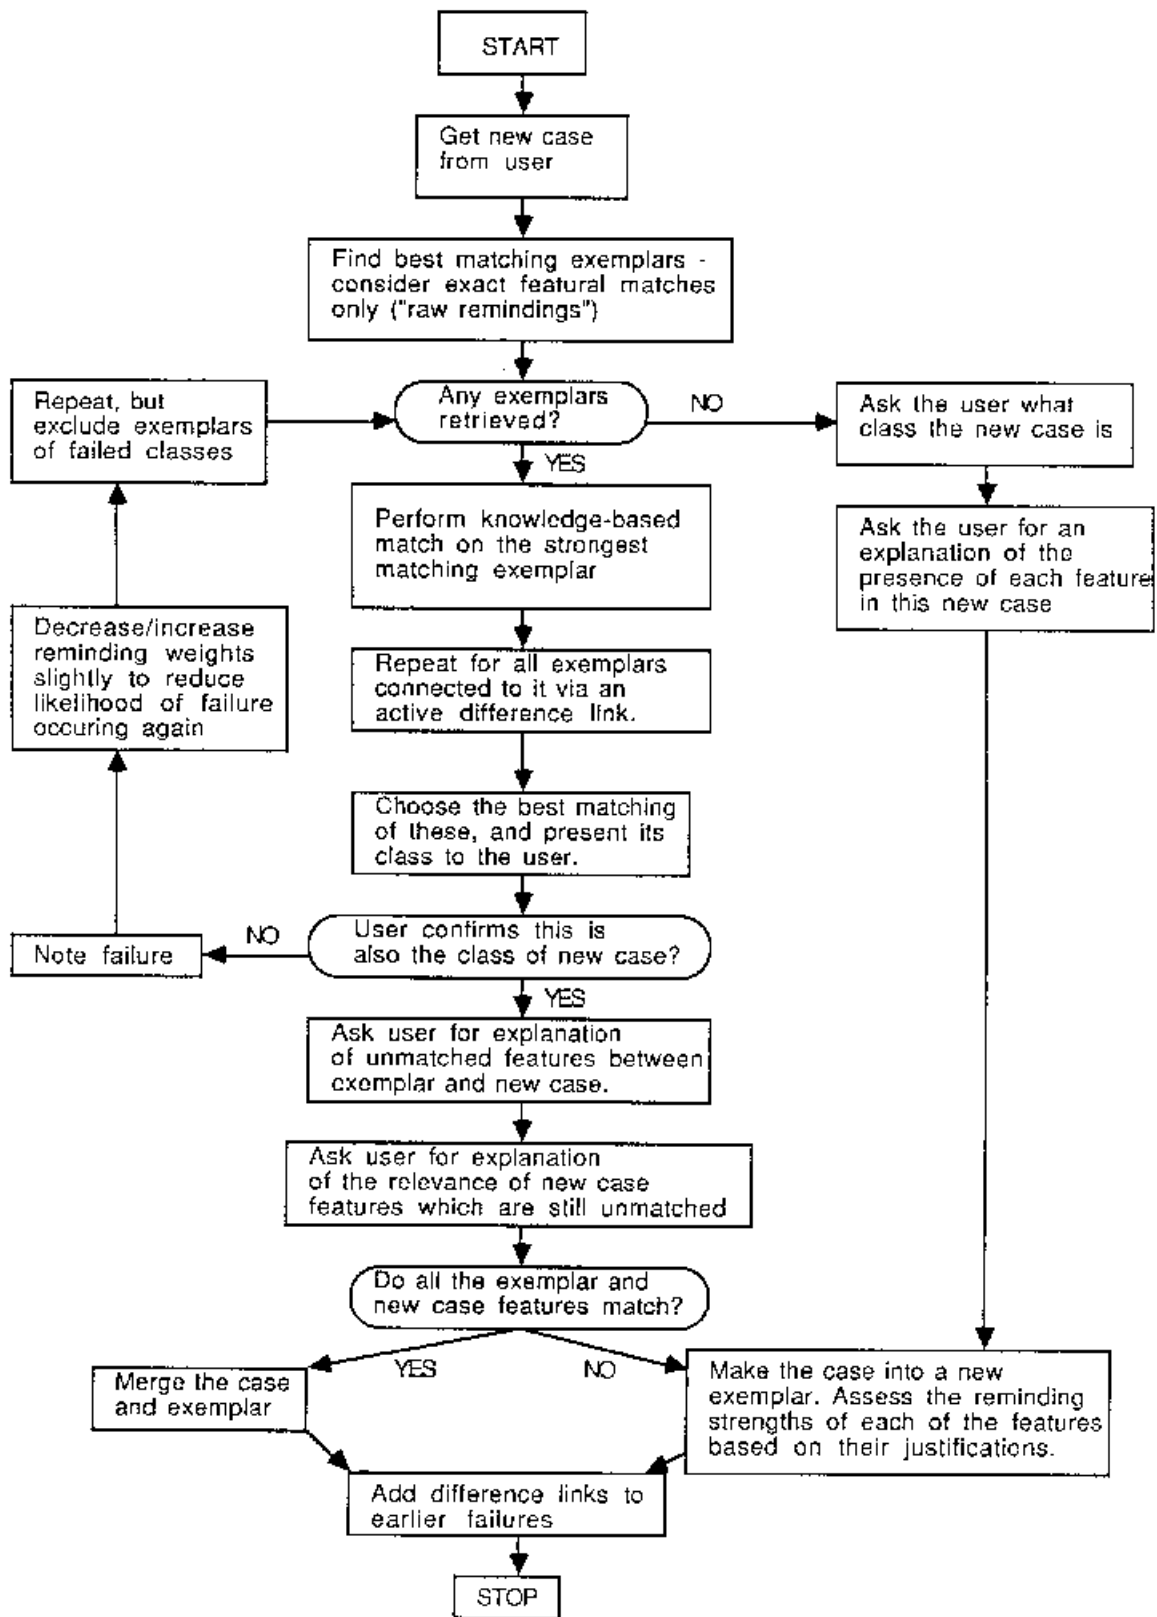 START
Get new case
from user
Find best matching exemplars -
consider exact featural matches
only ("raw remindings")
Any exemplars
retrieved?
NO
YES
Ask the user what
class the new case is
Repeat, but
exclude exemplars
of failed classes
Perform knowledge-based
match on the strongest
matching exemplar
Ask the user for an
explanation of the
presence of each feature
in this new case
Decrease/increase
reminding weights
slightly to reduce
likelihood of failure
occuring again
Repeat for all exemplars
connected to it via an
active difference link.
Choose the best matching
of these, and present its
class to the user.
User confirms this is
also the class of new case?
NO
Note failure
YES
Ask user for explanation
of unmatched features between
exemplar and new case.
Ask user for explanation
of the relevance of new case
features which are still unmatched
Do all the exemplar and
new case features match?
YES
NO
Merge the case
and exemplar
Make the case into a new
exemplar. Assess the reminding
strengths of each of the features
based on their justifications.
Add difference links to
earlier failures
STOP